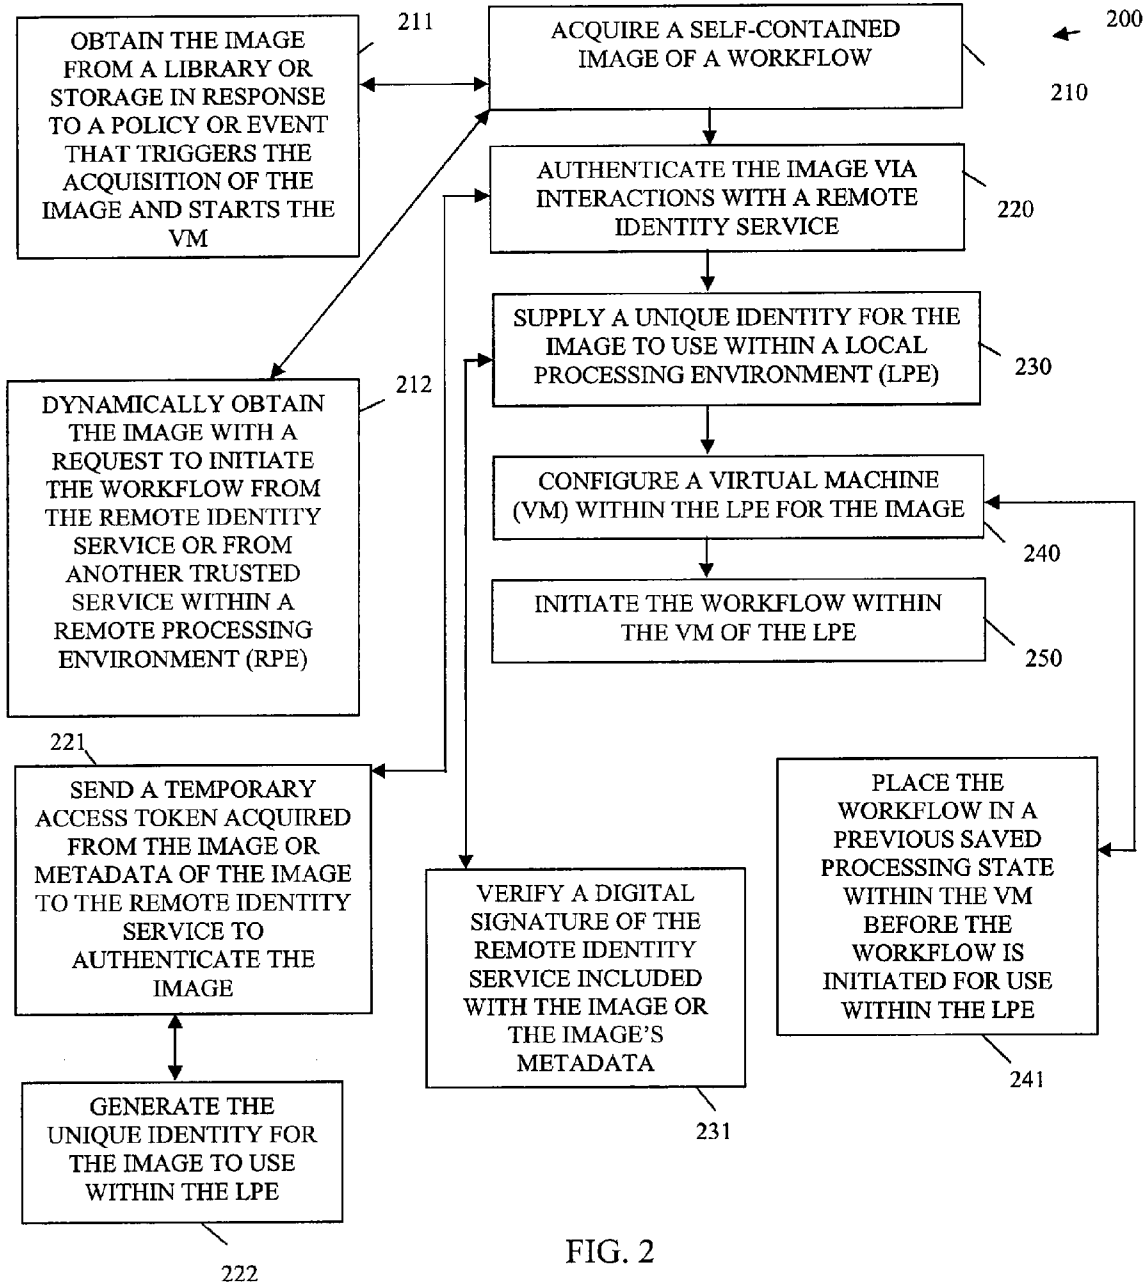 200
ACQUIRE A SELF-CONTAINED
IMAGE OF A WORKFLOW
210
OBTAIN THE IMAGE
FROM A LIBRARY OR
STORAGE IN RESPONSE
TO A POLICY OR EVENT
THAT TRIGGERS THE
ACQUISITION OF THE
IMAGE AND STARTS THE
VM
211
AUTHENTICATE THE IMAGE VIA
INTERACTIONS WITH A REMOTE
IDENTITY SERVICE
220
SUPPLY A UNIQUE IDENTITY FOR THE
IMAGE TO USE WITHIN A LOCAL
PROCESSING ENVIRONMENT (LPE)
230
DYNAMICALLY OBTAIN
THE IMAGE WITH A
REQUEST TO INITIATE
THE WORKFLOW FROM
THE REMOTE IDENTITY
SERVICE OR FROM
ANOTHER TRUSTED
SERVICE WITHIN A
REMOTE PROCESSING
ENVIRONMENT (RPE)
212
CONFIGURE A VIRTUAL MACHINE
(VM) WITHIN THE LPE FOR THE IMAGE
240
INITIATE THE WORKFLOW WITHIN
THE VM OF THE LPE
250
221
SEND A TEMPORARY
ACCESS TOKEN ACQUIRED
FROM THE IMAGE OR
METADATA OF THE IMAGE
TO THE REMOTE IDENTITY
SERVICE TO
AUTHENTICATE THE
IMAGE
VERIFY A DIGITAL
SIGNATURE OF THE
REMOTE IDENTITY
SERVICE INCLUDED
WITH THE IMAGE OR
THE IMAGE'S
METADATA
231
PLACE THE
WORKFLOW IN A
PREVIOUS SAVED
PROCESSING STATE
WITHIN THE VM
BEFORE THE
WORKFLOW IS
INITIATED FOR USE
WITHIN THE LPE
241
GENERATE THE
UNIQUE IDENTITY FOR
THE IMAGE TO USE
WITHIN THE LPE
222
FIG. 2